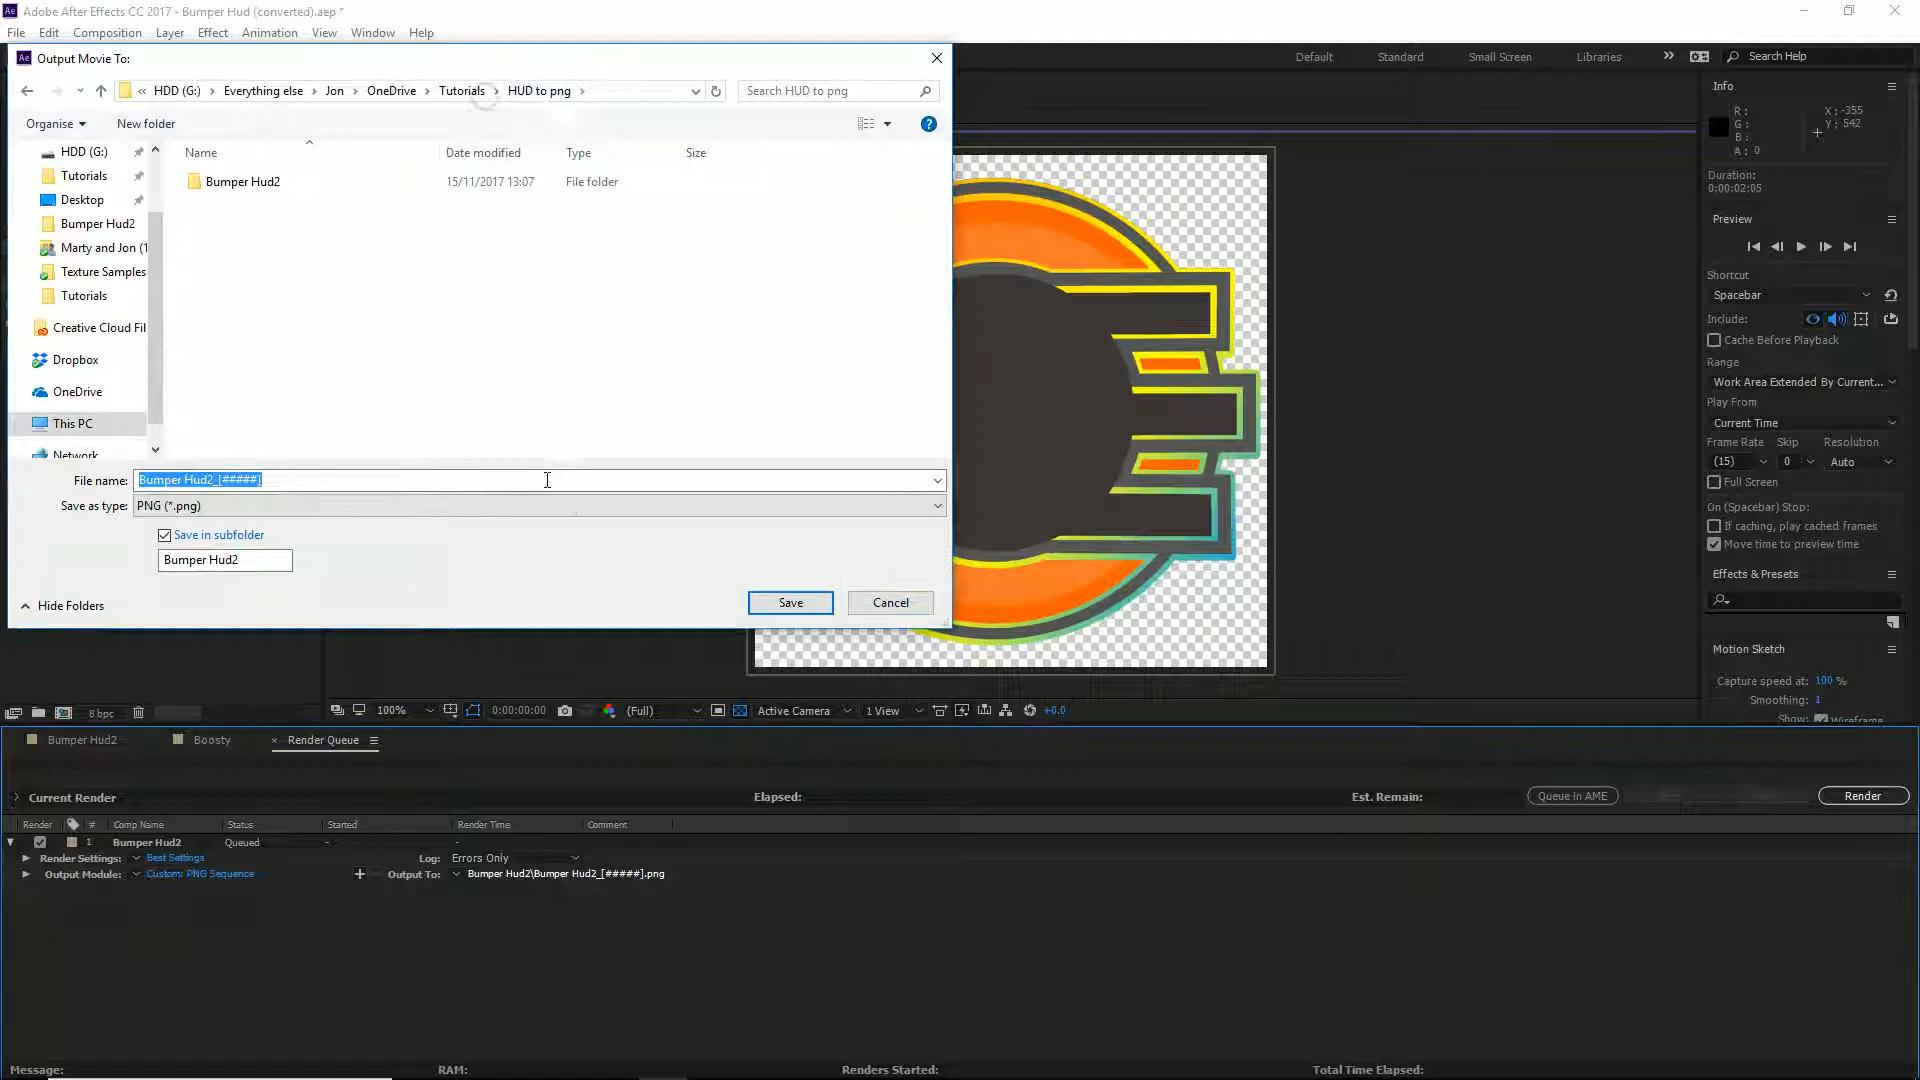 Ae Adobe After Effects CC 2017 - Bumper Hud (converted).aep *
File Edit Composition Layer Effect Animation View Window Help
Ae Output Movie To:
« HDD (G:) › Everything else › Jon › OneDrive › Tutorials › HUD to png ›
Search HUD to png
Organise New folder
?
Name Date modified Type Size
Bumper Hud2 15/11/2017 13:07 File folder
HDD (G:)
Tutorials
Desktop
Bumper Hud2
Marty and Jon (1
Texture Samples
Tutorials
Creative Cloud Fil
Dropbox
OneDrive
This PC
Network
File name: Bumper Hud2_[#####]
Save as type: PNG (*.png)
Save in subfolder
Bumper Hud2
Hide Folders
Save Cancel
Default Standard Small Screen Libraries » Search Help
Info
R :
G :
B :
A : 0
X : -355
Y : 542
Duration:
0:00:02:05
Preview
Shortcut
Spacebar
Include:
Cache Before Playback
Range
Work Area Extended By Current...
Play From
Current Time
Frame Rate Skip Resolution
(15) 0 Auto
Full Screen
On (Spacebar) Stop:
If caching, play cached frames
Move time to preview time
Effects & Presets
Motion Sketch
Capture speed at: 100 %
Smoothing: 1
Show: Wireframe
8 bpc
100% 0:00:00:00 (Full) Active Camera 1 View +0.0
Bumper Hud2 Boosty × Render Queue
Current Render Elapsed: Est. Remain: Queue in AME Render
Render # Comp Name Status Started Render Time Comment
1 Bumper Hud2 Queued - -
Render Settings: Best Settings Log: Errors Only
Output Module: Custom: PNG Sequence + Output To: Bumper Hud2\Bumper Hud2_[#####].png
Message: RAM: Renders Started: Total Time Elapsed: